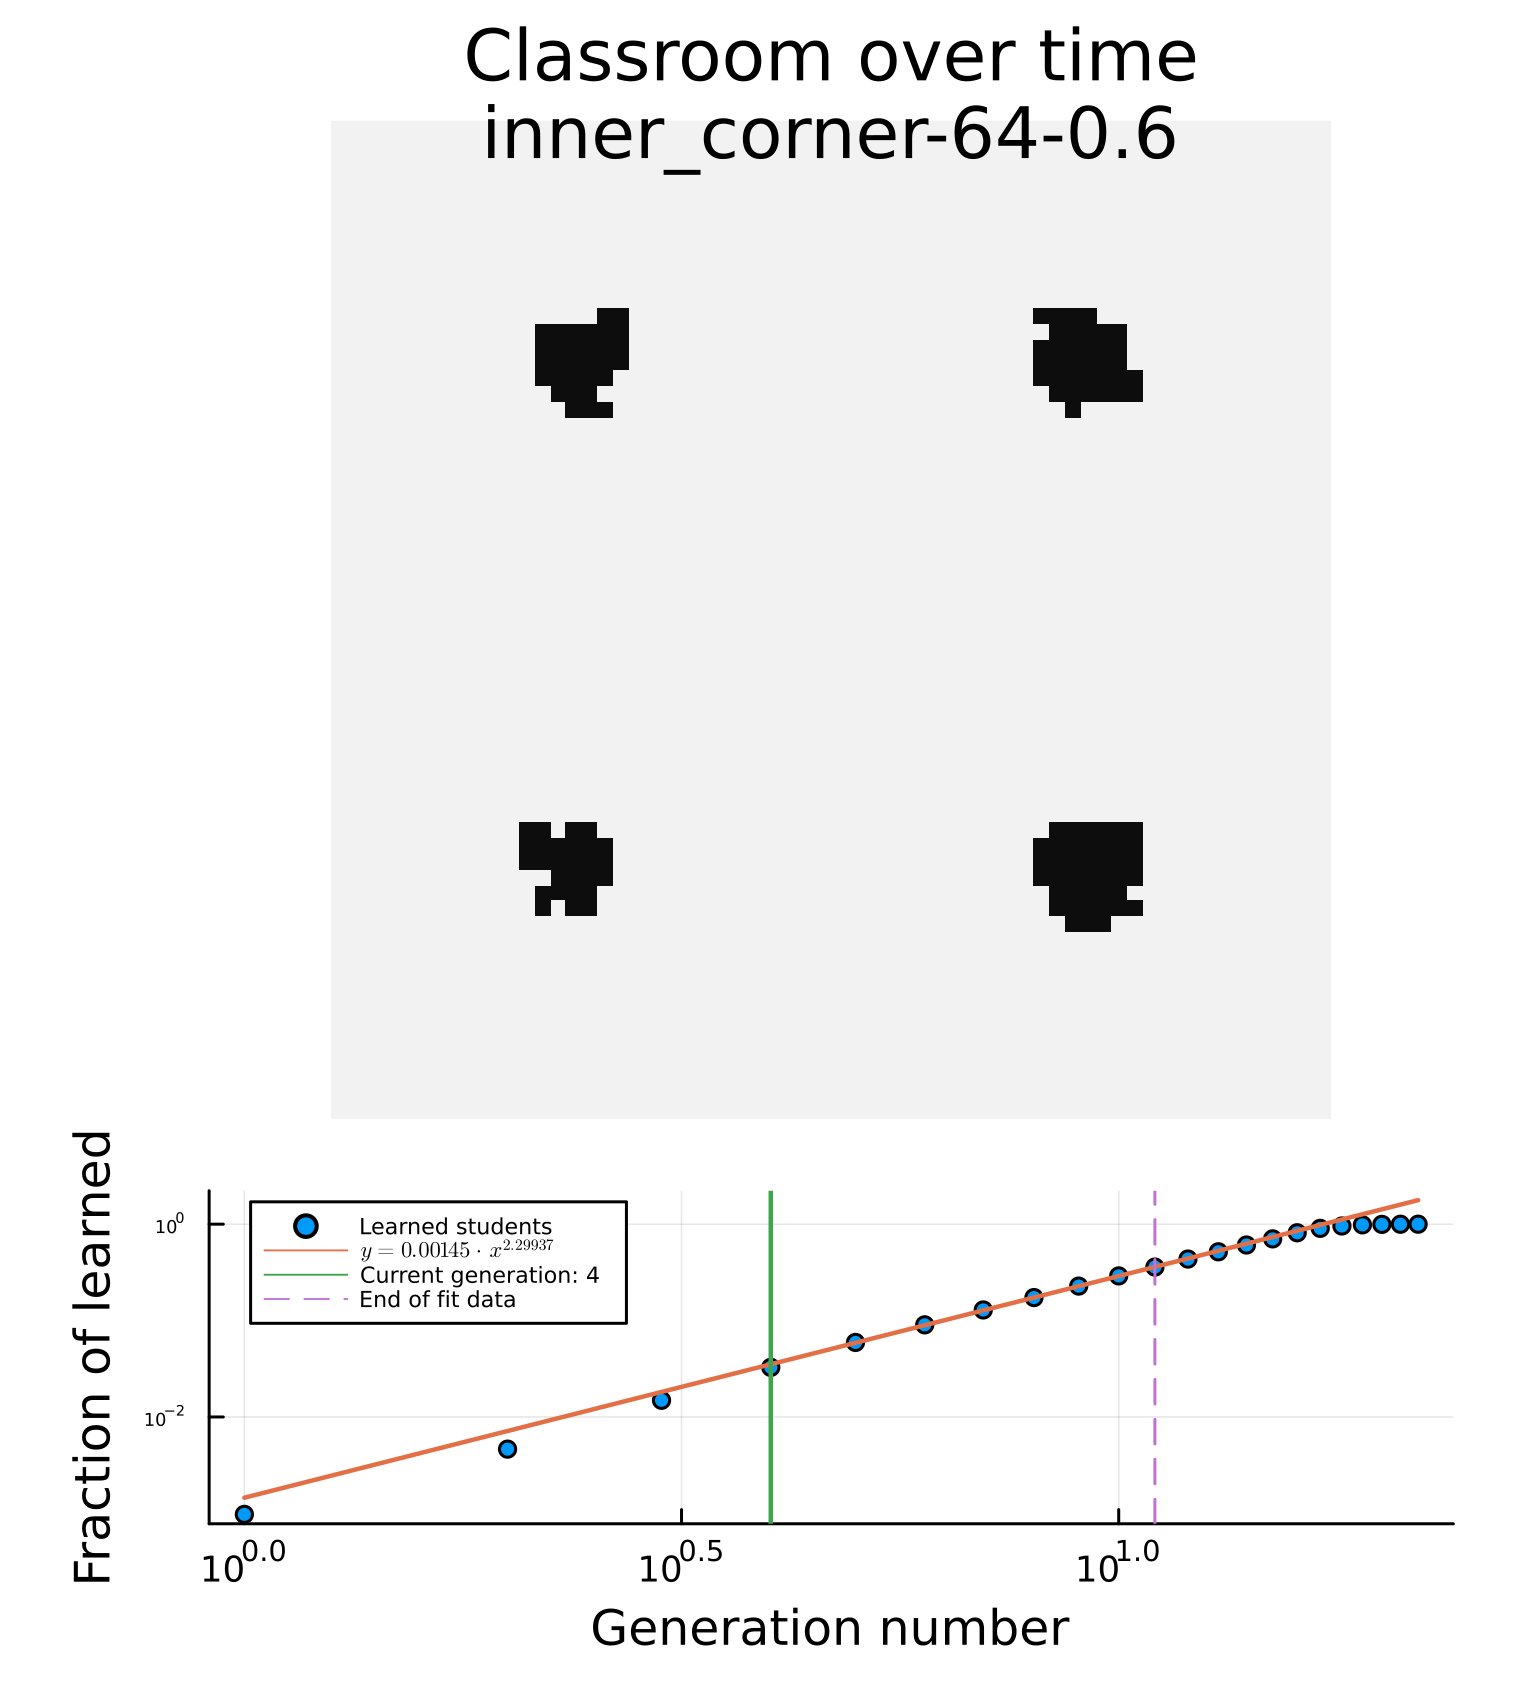 Classroom over time
inner_corner-64-0.6
Fraction of learned
10^0
10^−2
Learned students
y = 0.00145 · x^2.29937
Current generation: 4
End of fit data
10^0.0 10^0.5 10^1.0
Generation number